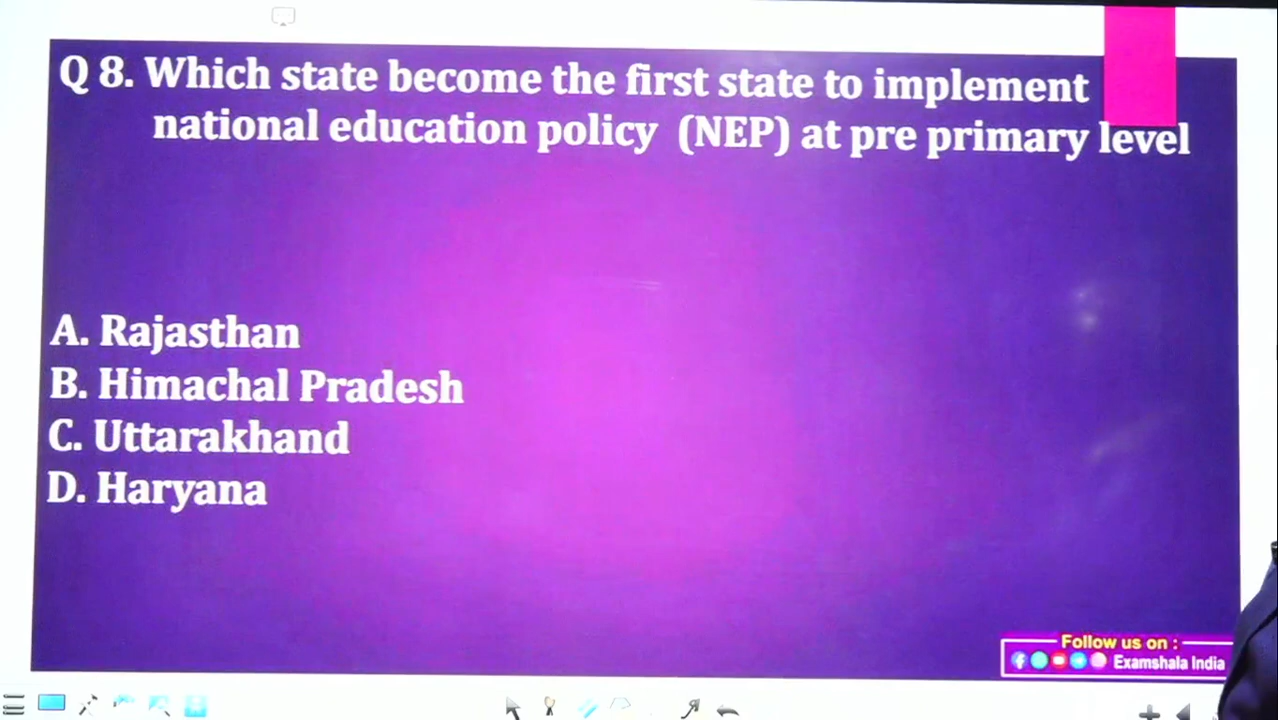 Q 8. Which state become the first state to implement
national education policy (NEP) at pre primary level
A. Rajasthan
B. Himachal Pradesh
C. Uttarakhand
D. Haryana
Follow us on :
Examshala India